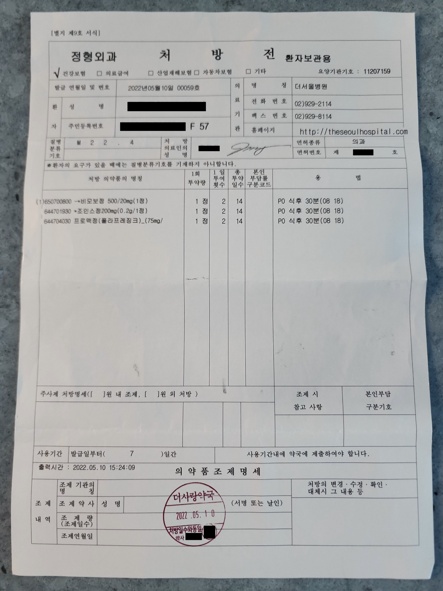 [별지 제9호 서식]
정형외과 처 방 전 환자보관용
√건강보험 □의료급여 □산업재해보험 □자동차보험 □기타 요양기관기호 : 11207159
발급 연월일 및 번호 2022년05월10일 00059호
의료기관
명 칭 더서울병원
전화번호 02)929-2114
팩스번호 02)929-8114
홈페이지 http://theseoulhospital.com
환자
성 명
주민등록번호 F 57
질병분류기호 M 2 2 . 4
처 방 의료인의 성 명
면허종류 의과
면허번호 제 호
※환자의 요구가 있을 때에는 질병분류기호를 기재하지 아니합니다.
처방 의약품의 명칭 1회 투약량 1일 투여횟수 총 투약일수 본인부담률 구분코드 용 법
비모보정 500/20mg(1정) 1 정 2 14 PO 식후 30분(08 18)
644701930 조인스정200mg(0.2g/1정) 1 정 2 14 PO 식후 30분(08 18)
644704030 프로맥정(폴라프레징크)_(75mg/ 1 정 2 14 PO 식후 30분(08 18)
주사제 처방명세([ ]원 내 조제, [ ]원 외 처방 )
조제 시 참고 사항
본인부담 구분기호
사용기간 발급일부터( 7 )일간 사용기간내에 약국에 제출하여야 합니다.
출력시간 : 2022.05.10 15:24:09
의 약 품 조 제 명 세
조제 내역
조제 기관의 명 칭
조제약사 성 명 (서명 또는 날인)
조제량 (조제일수)
조제연월일
처방의 변경·수정·확인·대체시 그 내용 등
더사랑약국
2022. 05. 10